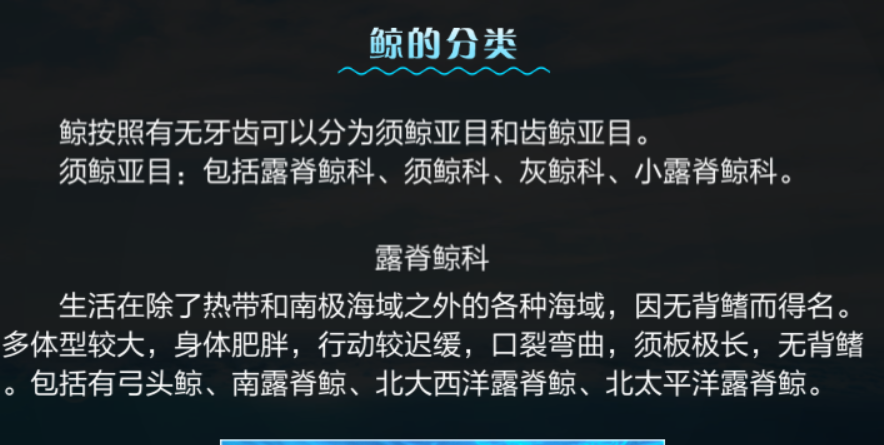 鲸的分类
鲸按照有无牙齿可以分为须鲸亚目和齿鲸亚目。
须鲸亚目：包括露脊鲸科、须鲸科、灰鲸科、小露脊鲸科。
露脊鲸科
生活在除了热带和南极海域之外的各种海域，因无背鳍而得名。
多体型较大，身体肥胖，行动较迟缓，口裂弯曲，须板极长，无背鳍
。包括有弓头鲸、南露脊鲸、北大西洋露脊鲸、北太平洋露脊鲸。